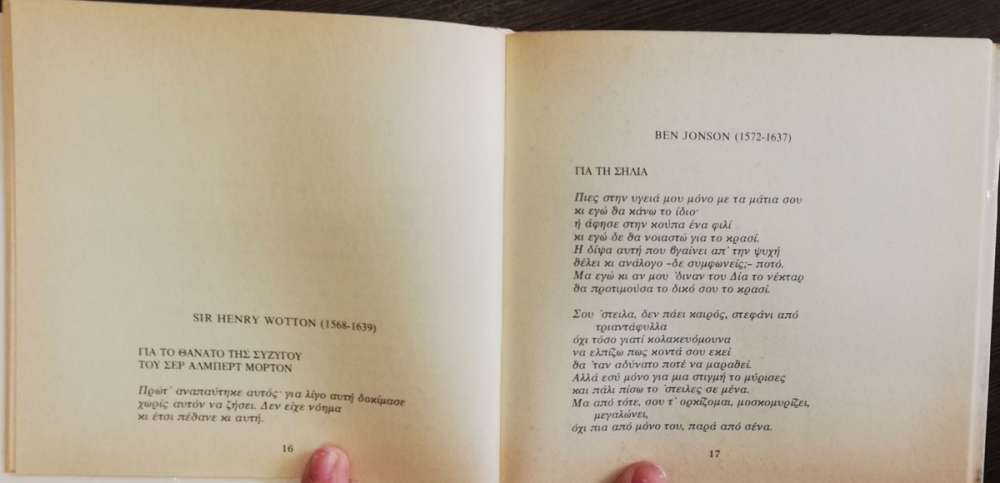 SIR HENRY WOTTON (1568-1639)
ΓΙΑ ΤΟ ΘΑΝΑΤΟ ΤΗΣ ΣΥΖΥΓΟΥ
ΤΟΥ ΣΕΡ ΑΛΜΠΕΡΤ ΜΟΡΤΟΝ
Πρώτ' αναπαύτηκε αυτός· για λίγο αυτή δοκίμασε
χωρίς αυτόν να ζήσει. Δεν είχε νόημα
κι έτσι πέθανε κι αυτή.
16
BEN JONSON (1572-1637)
ΓΙΑ ΤΗ ΣΗΛΙΑ
Πιες στην υγειά μου μόνο με τα μάτια σου
κι εγώ θα κάνω το ίδιο·
ή άφησε στην κούπα ένα φιλί
κι εγώ δε θα νοιαστώ για το κρασί.
Η δίψα αυτή που βγαίνει απ' την ψυχή
θέλει κι ανάλογο –δε συμφωνείς;– ποτό.
Μα εγώ κι αν μου 'διναν του Δία το νέκταρ
θα προτιμούσα το δικό σου το κρασί.
Σου 'στειλα, δεν πάει καιρός, στεφάνι από
τριαντάφυλλα
όχι τόσο γιατί κολακευόμουνα
να ελπίζω πως κοντά σου εκεί
θα 'ταν αδύνατο ποτέ να μαραθεί.
Αλλά εσύ μόνο για μια στιγμή το μύρισες
και πάλι πίσω το 'στειλες σε μένα.
Μα από τότε, σου τ' ορκίζομαι, μοσκομυρίζει,
μεγαλώνει,
όχι πια από μόνο του, παρά από σένα.
17